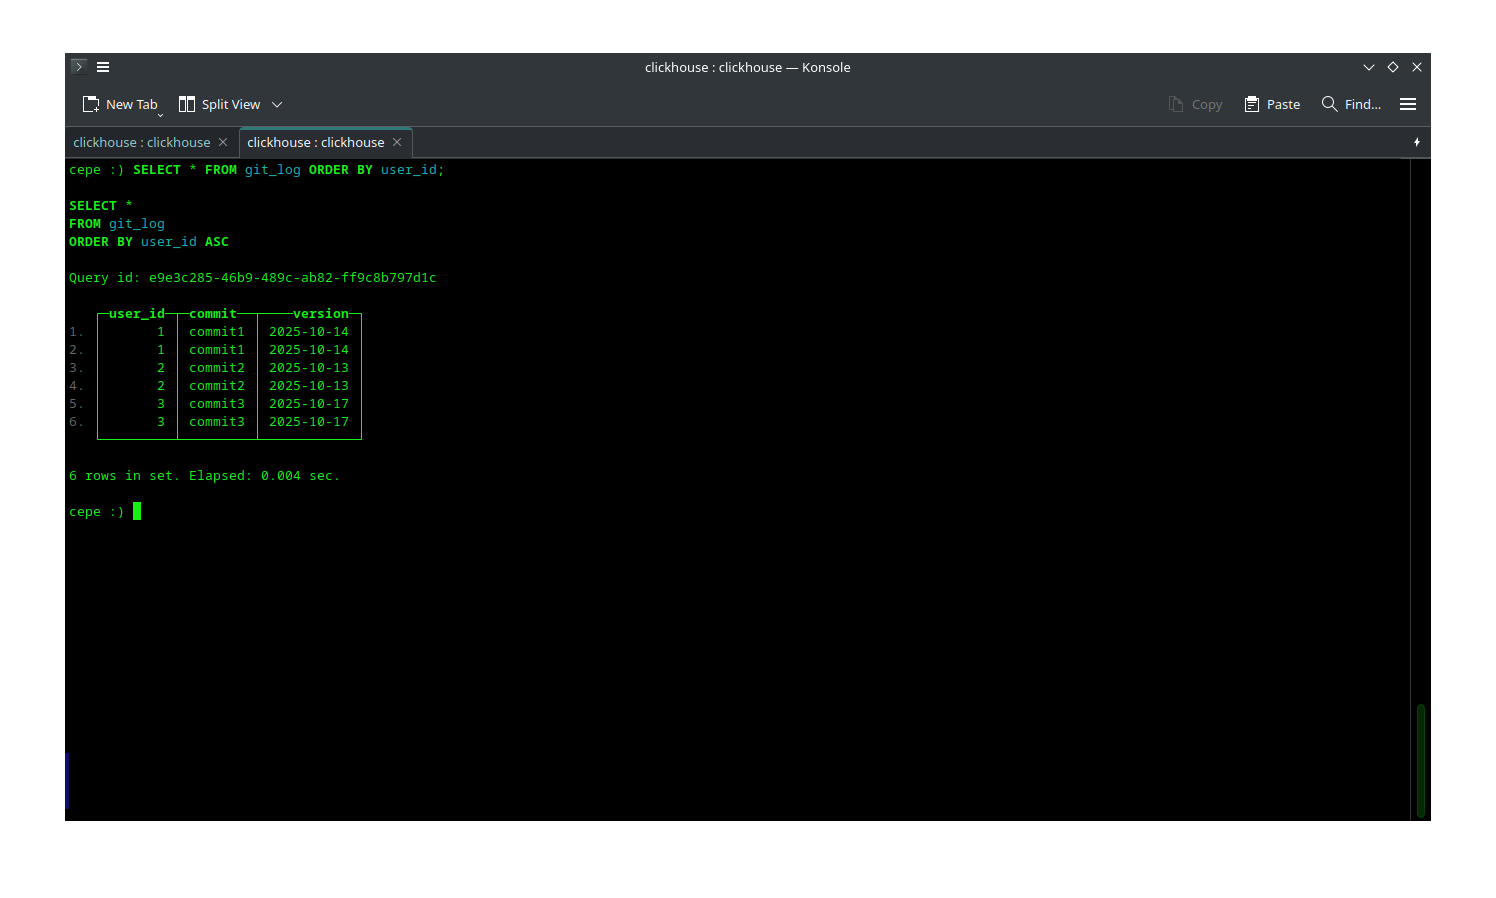 clickhouse : clickhouse — Konsole
New Tab Split View Copy Paste Find...
clickhouse : clickhouse clickhouse : clickhouse
cepe :) SELECT * FROM git_log ORDER BY user_id;
SELECT *
FROM git_log
ORDER BY user_id ASC
Query id: e9e3c285-46b9-489c-ab82-ff9c8b797d1c
user_id commit version
1. 1 commit1 2025-10-14
2. 1 commit1 2025-10-14
3. 2 commit2 2025-10-13
4. 2 commit2 2025-10-13
5. 3 commit3 2025-10-17
6. 3 commit3 2025-10-17
6 rows in set. Elapsed: 0.004 sec.
cepe :)